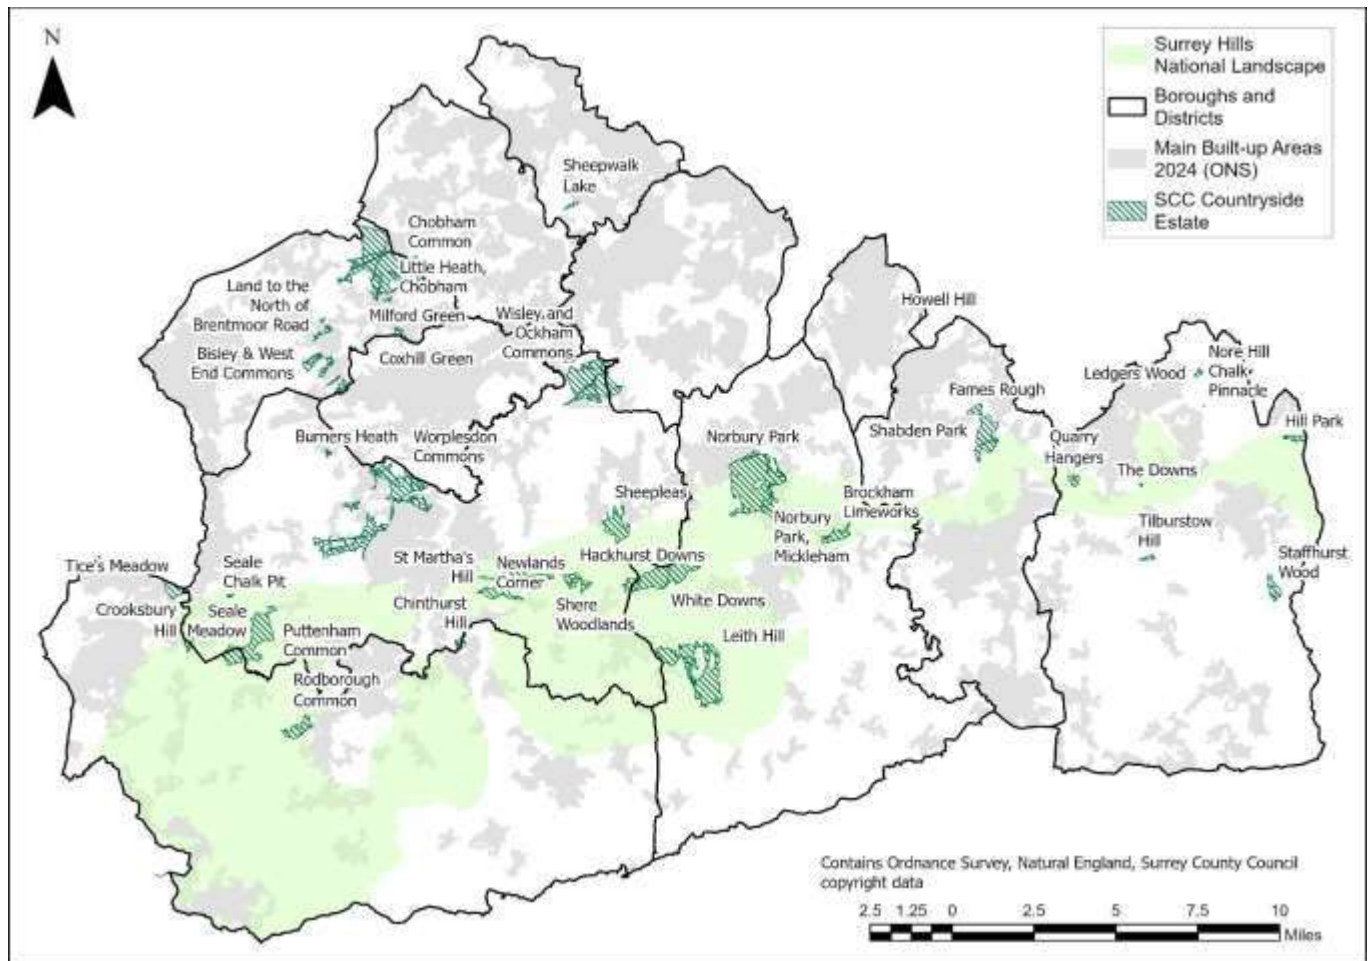 N
Surrey Hills
National Landscape
Boroughs and
Districts
Main Built-up Areas
2024 (ONS)
SCC Countryside
Estate
Sheepwalk
Lake
Chobham
Common
Little Heath,
Chobham
Land to the
North of
Brentmoor Road
Milford Green
Wisley and
Ockham
Commons
Bisley & West
End Commons
Coxhill Green
Howell Hill
Nore Hill
Chalk
Pinnacle
Ledgers Wood
Fames Rough
Shabden Park
Hill Park
Burners Heath
Worplesdon
Commons
Norbury Park
Quarry
Hangers
The Downs
Sheepleas
Brockham
Limeworks
Norbury
Park,
Mickleham
Tilburstow
Hill
Staffhurst
Wood
Tice's Meadow
Seale
Chalk Pit
St Martha's
Hill
Newlands
Corner
Hackhurst Downs
Crooksbury
Hill
Seale
Meadow
Chinthurst
Hill
Shere
Woodlands
White Downs
Puttenham
Common
Leith Hill
Rodborough
Common
Contains Ordnance Survey, Natural England, Surrey County Council
copyright data
2.5 1.25 0 2.5 5 7.5 10
Miles